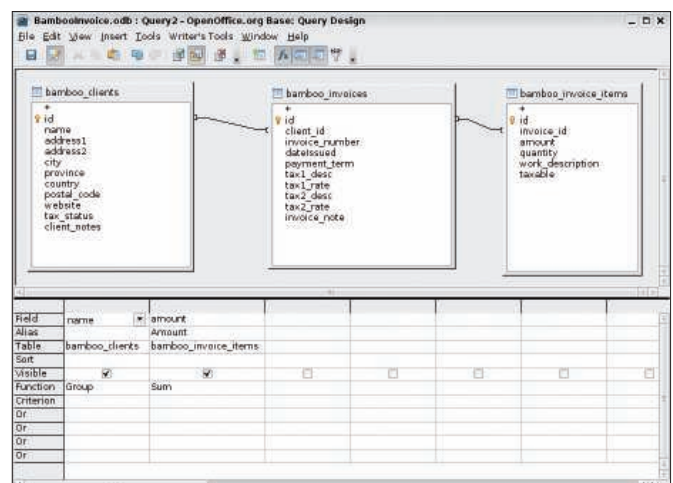 BambooInvoice.odb : Query2 - OpenOffice.org Base: Query Design
File Edit View Insert Tools Writer's Tools Window Help
bamboo_clients
*
id
name
address1
address2
city
province
country
postal_code
website
tax_status
client_notes
bamboo_invoices
*
id
client_id
invoice_number
dateIssued
payment_term
tax1_desc
tax1_rate
tax2_desc
tax2_rate
invoice_note
bamboo_invoice_items
*
id
invoice_id
amount
quantity
work_description
taxable
Field name amount
Alias Amount
Table bamboo_clients bamboo_invoice_items
Sort
Visible
Function Group Sum
Criterion
Or
Or
Or
Or